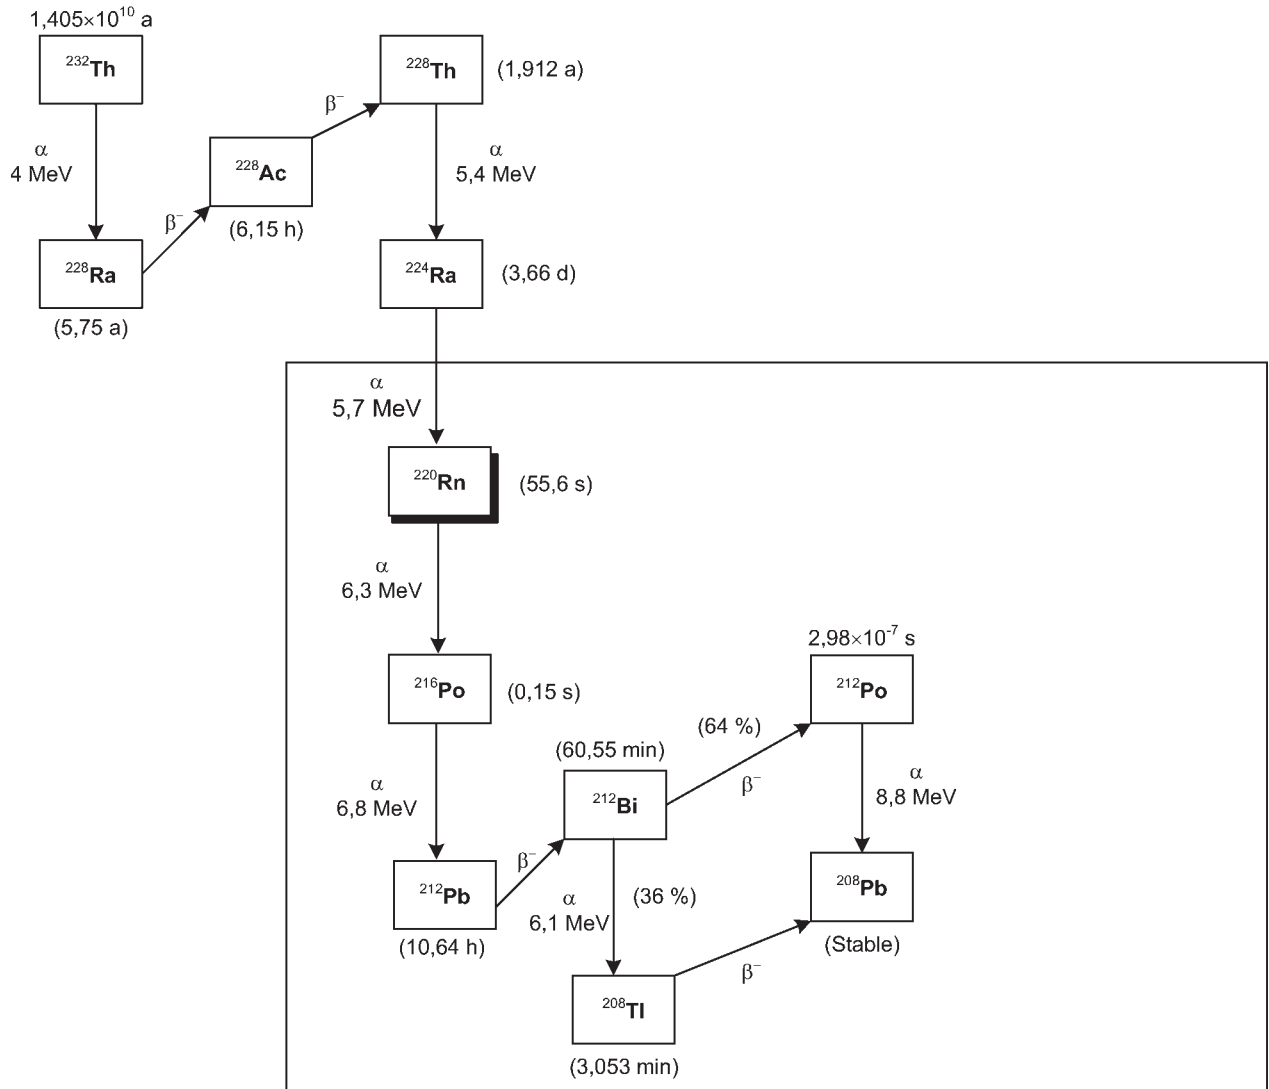 1,405×10¹⁰ a
²³²Th
²²⁸Th
(1,912 a)
β⁻
α
4 MeV
²²⁸Ac
α
5,4 MeV
β⁻
(6,15 h)
²²⁸Ra
²²⁴Ra
(3,66 d)
(5,75 a)
α
5,7 MeV
²²⁰Rn
(55,6 s)
α
6,3 MeV
2,98×10⁻⁷ s
²¹⁶Po
(0,15 s)
²¹²Po
(64 %)
(60,55 min)
α
6,8 MeV
²¹²Bi
β⁻
α
8,8 MeV
β⁻
²¹²Pb
α
6,1 MeV
(36 %)
²⁰⁸Pb
(10,64 h)
(Stable)
β⁻
²⁰⁸Tl
(3,053 min)